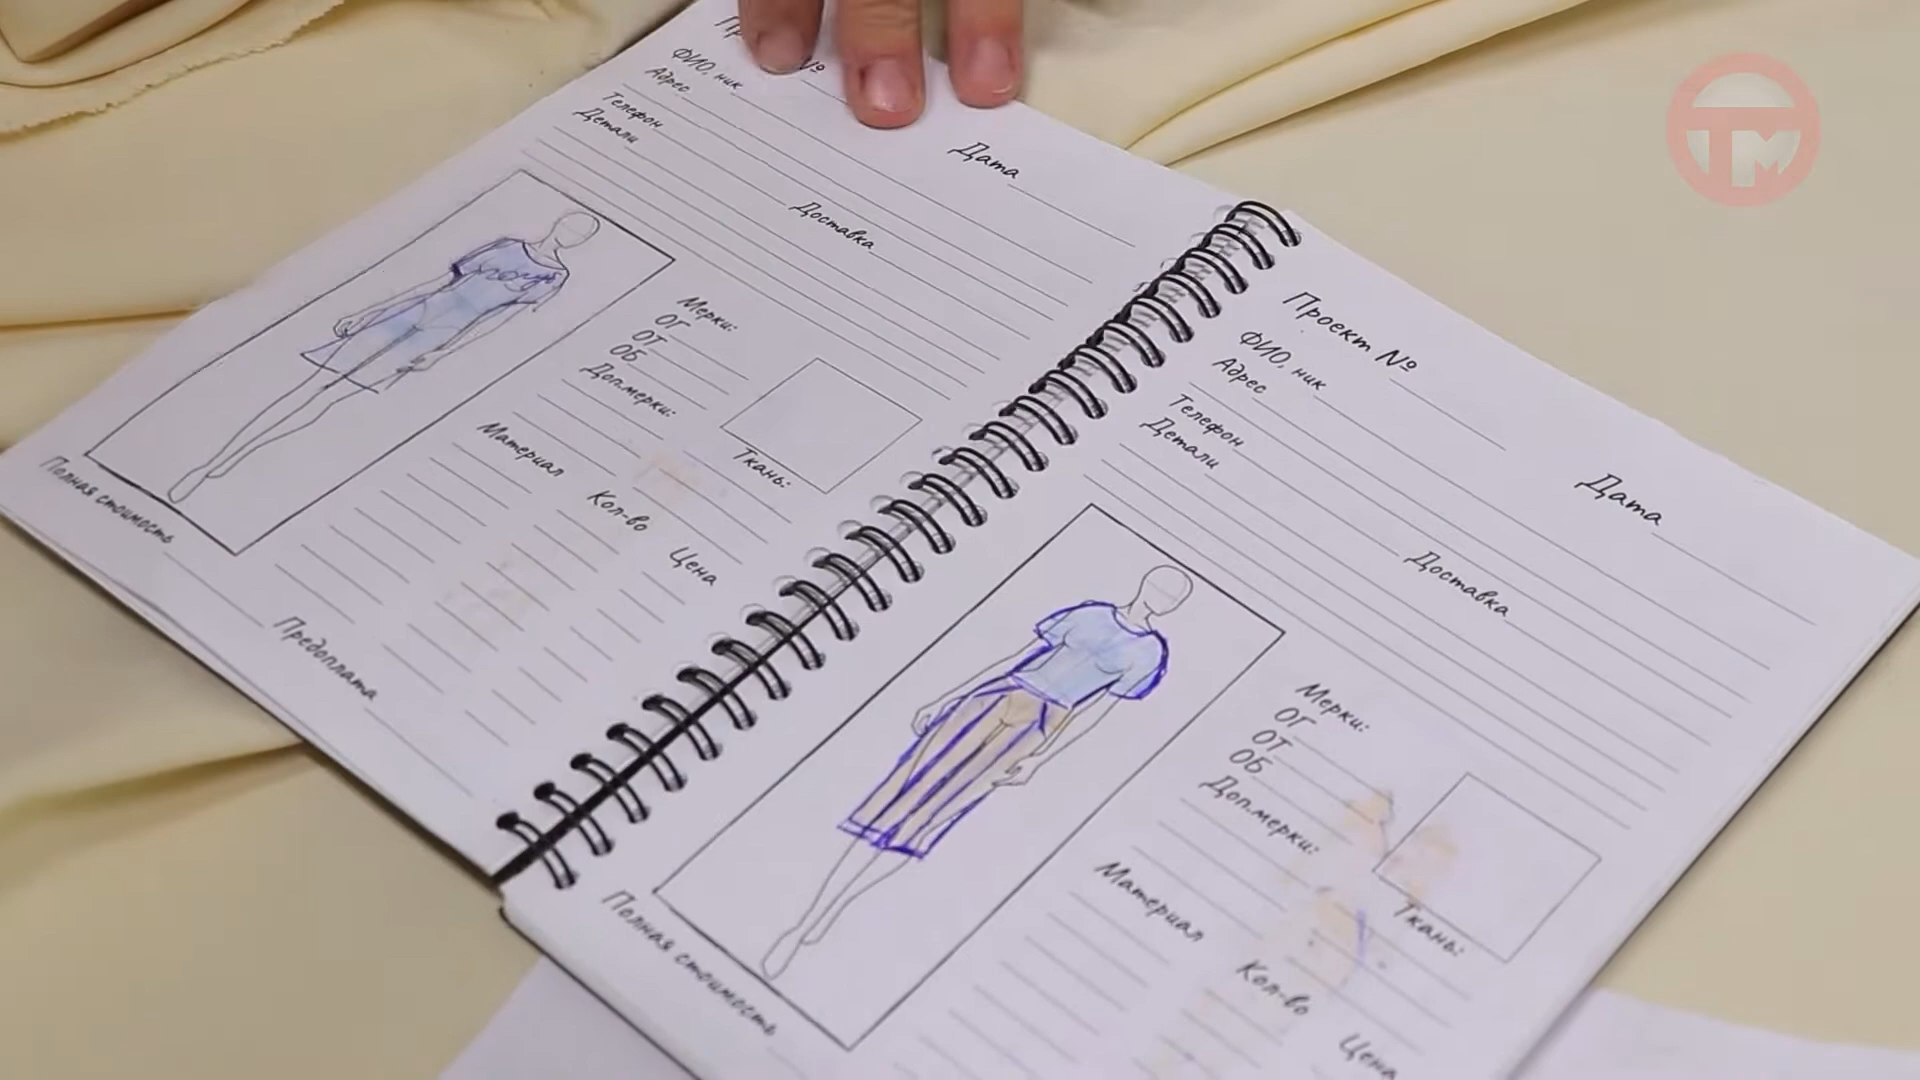 №
ФИО, ник
Адрес
Телефон
Детали
Дата
Доставка
Мерки:
ОГ
ОТ
ОБ
Доп.мерки:
Ткань:
Материал
Кол-во
Цена
Полная стоимость
Предоплата
Проект №
ФИО, ник
Адрес
Телефон
Детали
Дата
Доставка
Мерки:
ОГ
ОТ
ОБ
Доп.мерки:
Ткань:
Материал
Кол-во
Цена
Полная стоимость
ТМ